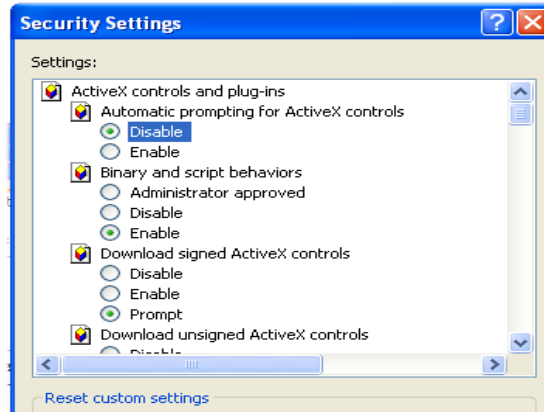 Security Settings
Settings:
ActiveX controls and plug-ins
Automatic prompting for ActiveX controls
Disable
Enable
Binary and script behaviors
Administrator approved
Disable
Enable
Download signed ActiveX controls
Disable
Enable
Prompt
Download unsigned ActiveX controls
Disable
Reset custom settings